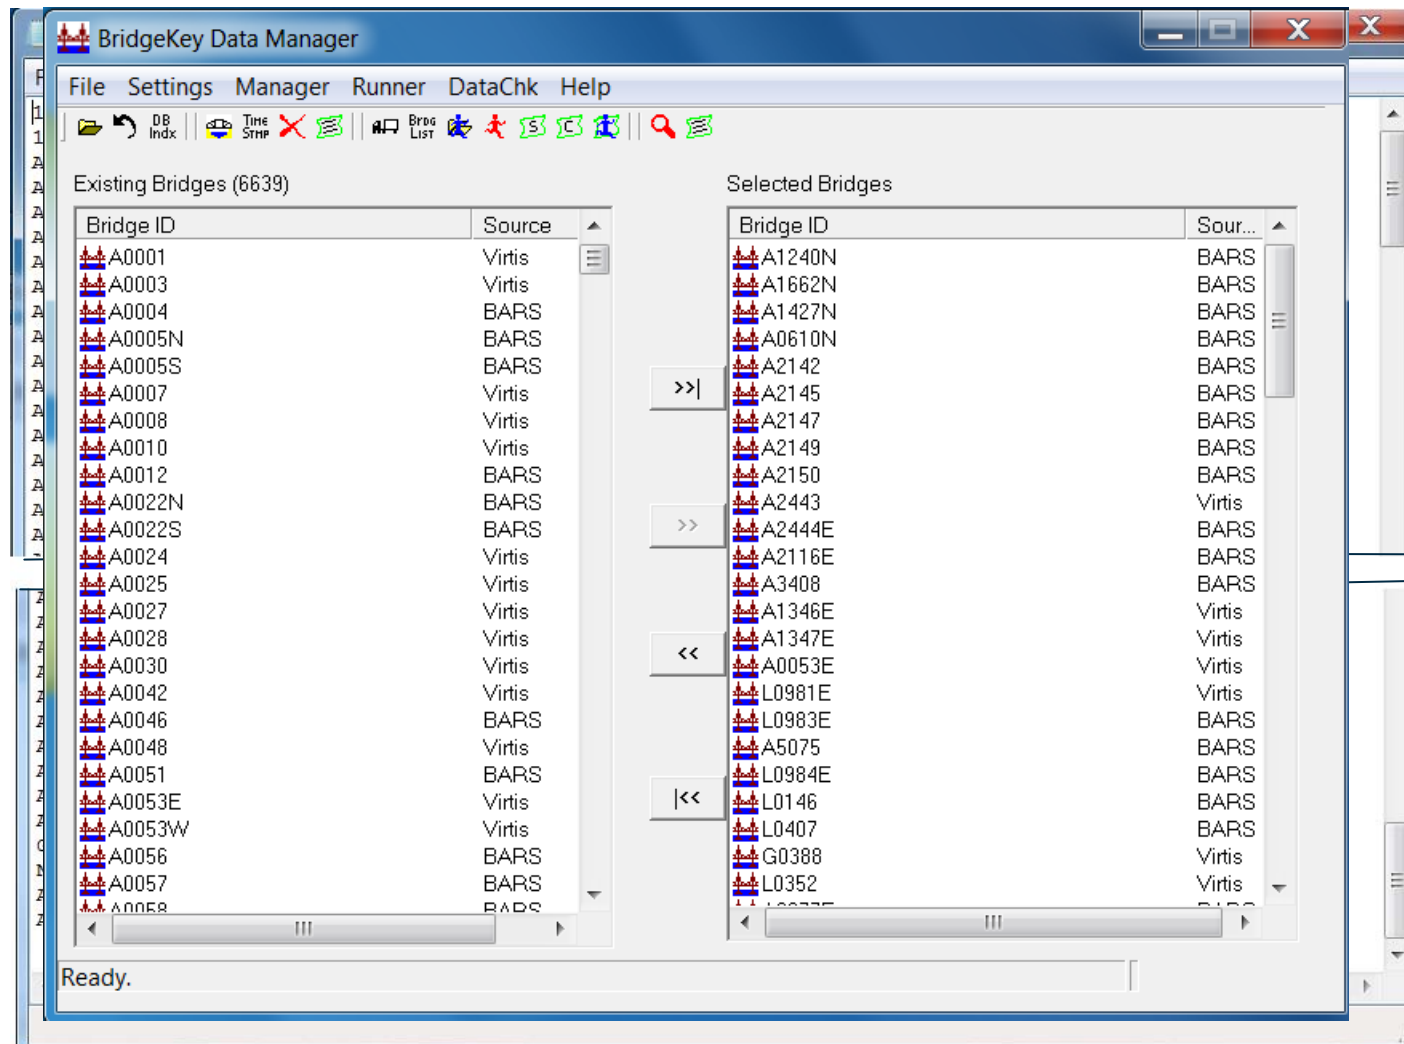 BridgeKey Data Manager
File Settings Manager Runner DataChk Help
DB Indx TIME STMP BRDG LIST S C
Existing Bridges (6639)
Bridge ID Source
A0001 Virtis
A0003 Virtis
A0004 BARS
A0005N BARS
A0005S BARS
A0007 Virtis
A0008 Virtis
A0010 Virtis
A0012 BARS
A0022N BARS
A0022S BARS
A0024 Virtis
A0025 Virtis
A0027 Virtis
A0028 Virtis
A0030 Virtis
A0042 Virtis
A0046 BARS
A0048 Virtis
A0051 BARS
A0053E Virtis
A0053W Virtis
A0056 BARS
A0057 BARS
A0058 BARS
>>|
>>
<<
|<<
Selected Bridges
Bridge ID Sour...
A1240N BARS
A1662N BARS
A1427N BARS
A0610N BARS
A2142 BARS
A2145 BARS
A2147 BARS
A2149 BARS
A2150 BARS
A2443 Virtis
A2444E BARS
A2116E BARS
A3408 BARS
A1346E Virtis
A1347E Virtis
A0053E Virtis
L0981E Virtis
L0983E BARS
A5075 BARS
L0984E BARS
L0146 BARS
L0407 BARS
G0388 Virtis
L0352 Virtis
Ready.